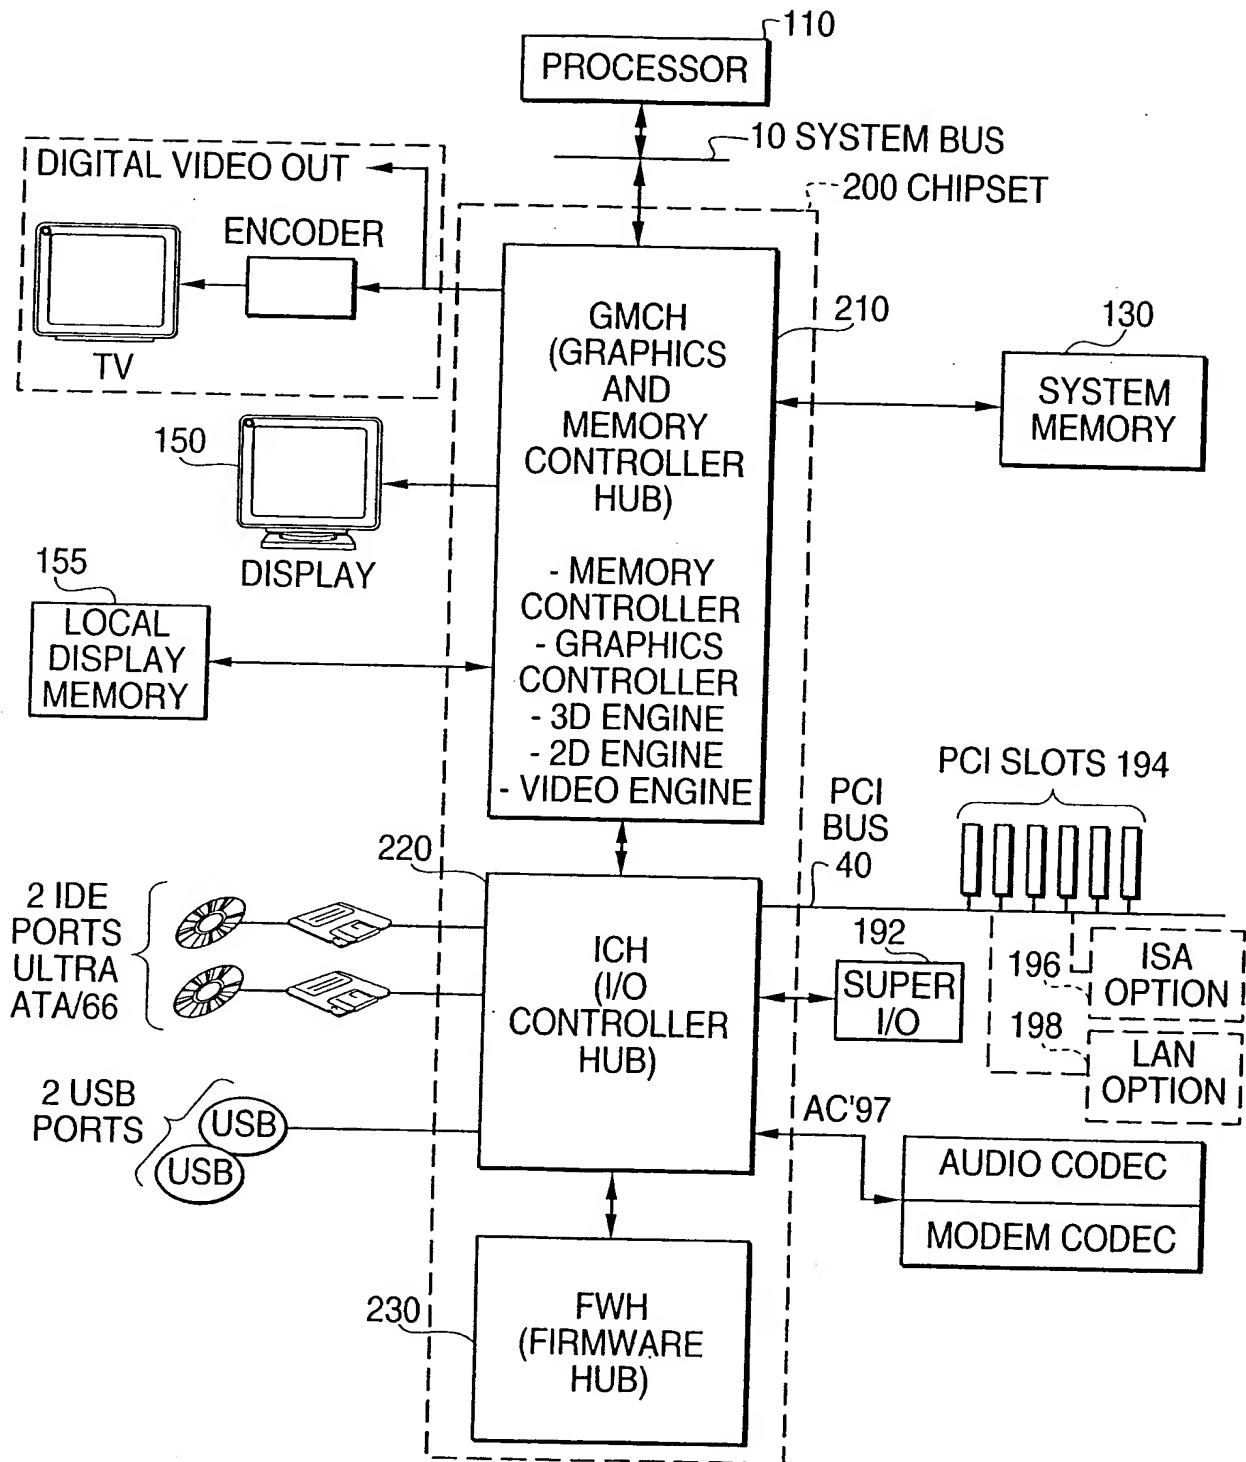 110
PROCESSOR
10 SYSTEM BUS
200 CHIPSET
DIGITAL VIDEO OUT
ENCODER
TV
GMCH
(GRAPHICS
AND
MEMORY
CONTROLLER
HUB)
- MEMORY
CONTROLLER
- GRAPHICS
CONTROLLER
- 3D ENGINE
- 2D ENGINE
- VIDEO ENGINE
210
130
SYSTEM
MEMORY
150
DISPLAY
155
LOCAL
DISPLAY
MEMORY
PCI SLOTS 194
PCI
BUS
40
220
2 IDE
PORTS
ULTRA
ATA/66
ICH
(I/O
CONTROLLER
HUB)
192
SUPER
I/O
196
ISA
OPTION
198
LAN
OPTION
2 USB
PORTS
USB
USB
AC'97
AUDIO CODEC
MODEM CODEC
230
FWH
(FIRMWARE
HUB)